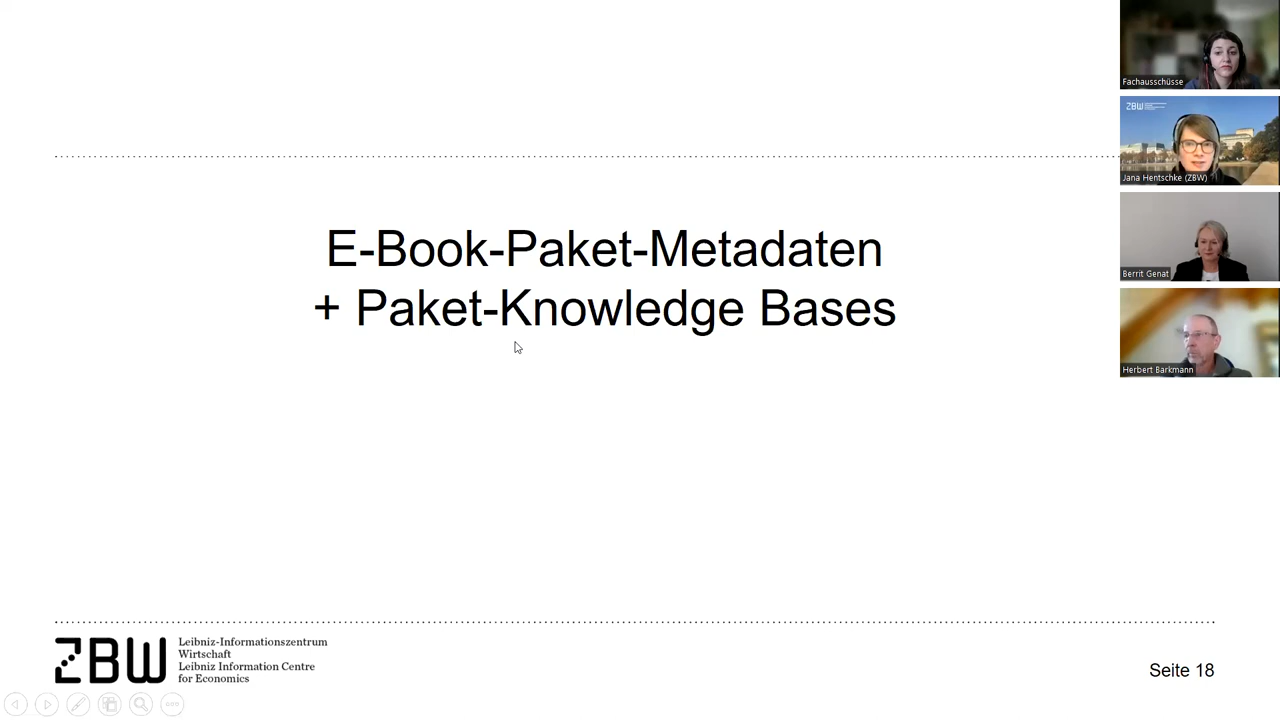 E-Book-Paket-Metadaten
+ Paket-Knowledge Bases
Fachausschüsse
ZBW
Jana Hentschke (ZBW)
Berrit Genat
Herbert Barkmann
ZBW
Leibniz-Informationszentrum
Wirtschaft
Leibniz Information Centre
for Economics
Seite 18